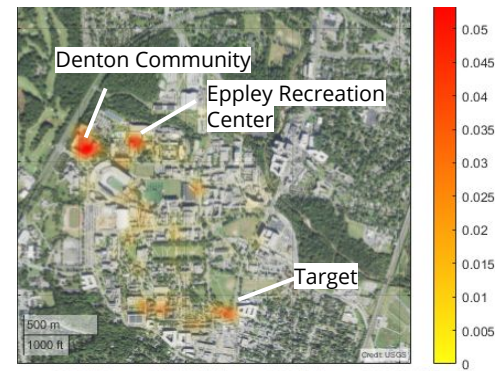 Denton Community
Eppley Recreation
Center
Target
500 m
1000 ft
Credit: USGS
0.05
0.045
0.04
0.035
0.03
0.025
0.02
0.015
0.01
0.005
0